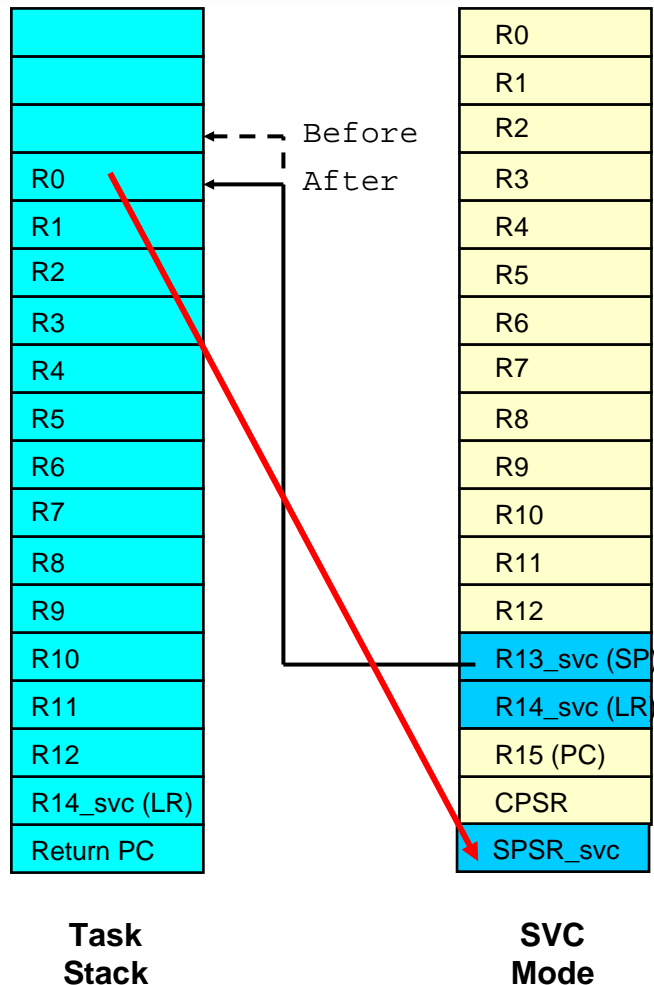 R0
R1
R2
R3
R4
R5
R6
R7
R8
R9
R10
R11
R12
R14_svc (LR)
Return PC
Task
Stack
Before
After
R0
R1
R2
R3
R4
R5
R6
R7
R8
R9
R10
R11
R12
R13_svc (SP)
R14_svc (LR)
R15 (PC)
CPSR
SPSR_svc
SVC
Mode